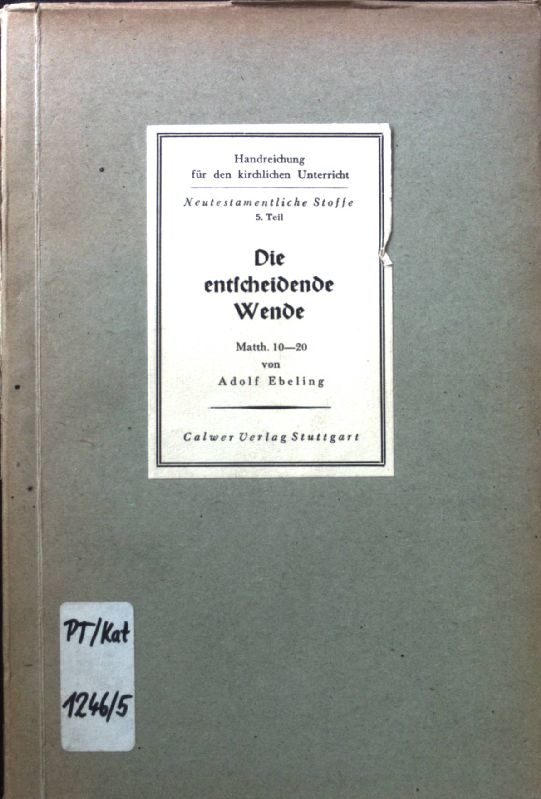 Handreichung
für den kirchlichen Unterricht
Neutestamentliche Stoffe
5. Teil
Die
entscheidende
Wende
Matth. 10—20
von
Adolf Ebeling
Calwer Verlag Stuttgart
PT/Kat
1246/5